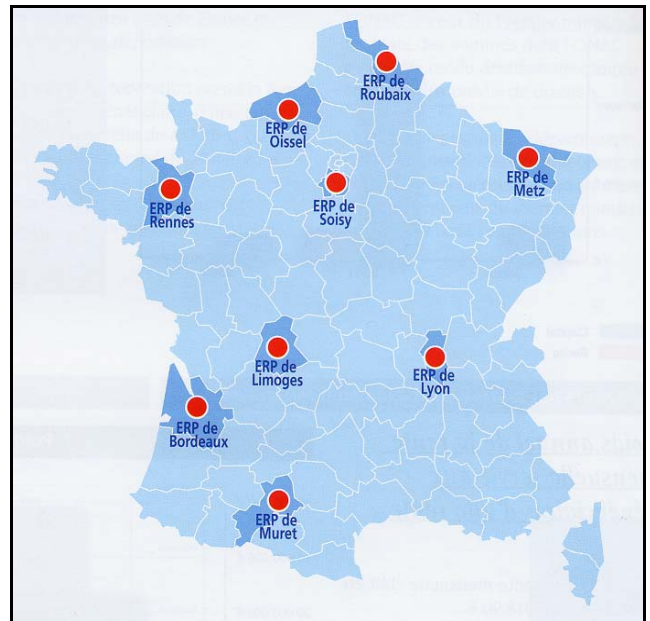 ERP de
Roubaix
ERP de
Oissel
ERP de
Metz
ERP de
Rennes
ERP de
Soisy
ERP de
Limoges
ERP de
Lyon
ERP de
Bordeaux
ERP de
Muret